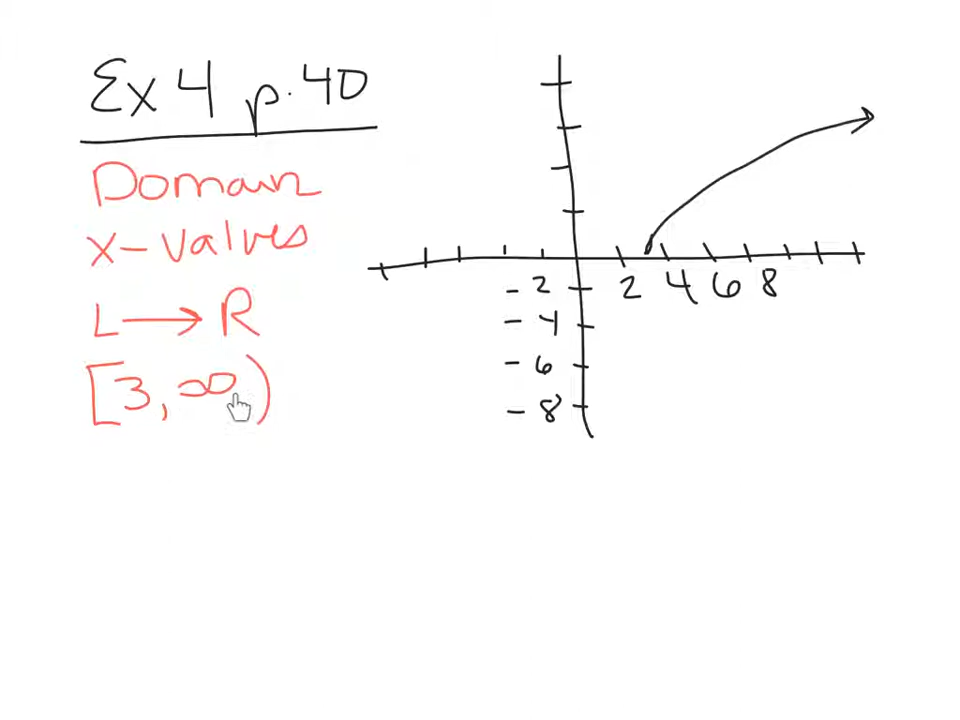 Ex 4 p. 40
Domain
x-values
L → R
[3, ∞)
2 4 6 8
-2
-4
-6
-8